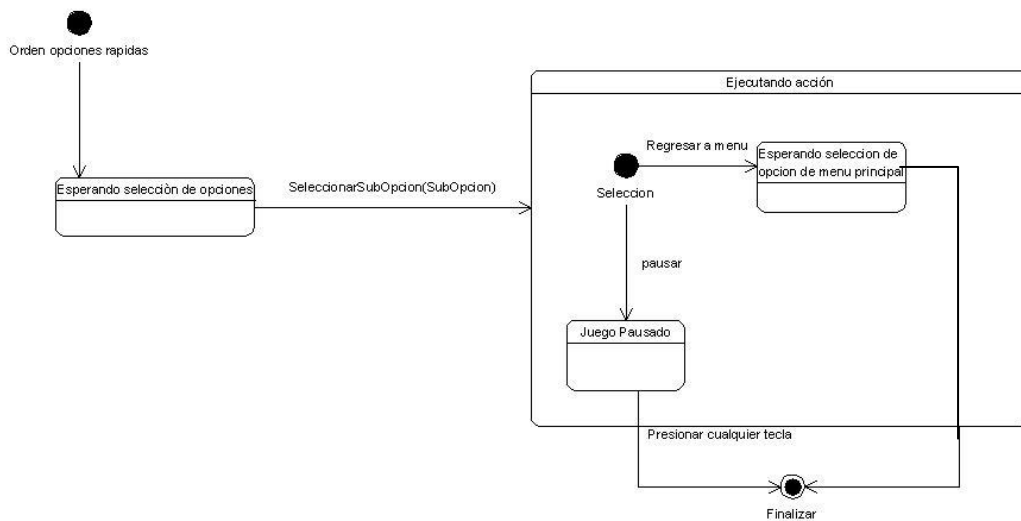 Orden opciones rapidas
Ejecutando acción
Esperando selecciòn de opciones
SeleccionarSubOpcion(SubOpcion)
Regresar a menu
Esperando seleccion de
opcion de menu principal
Seleccion
pausar
Juego Pausado
Presionar cualquier tecla
Finalizar